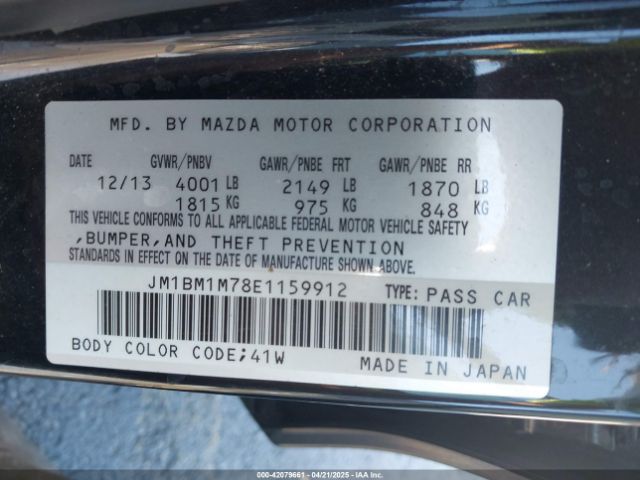 MFD. BY MAZDA MOTOR CORPORATION
DATE GVWR/PNBV GAWR/PNBE FRT GAWR/PNBE RR
12/13 4001 LB 2149 LB 1870 LB
1815 KG 975 KG 848 KG
THIS VEHICLE CONFORMS TO ALL APPLICABLE FEDERAL MOTOR VEHICLE SAFETY
,BUMPER,AND THEFT PREVENTION
STANDARDS IN EFFECT ON THE DATE OF MANUFACTURE SHOWN ABOVE.
JM1BM1M78E1159912 TYPE: PASS CAR
BODY COLOR CODE;41W MADE IN JAPAN
000-42079661 - 04/21/2025 - IAA Inc.